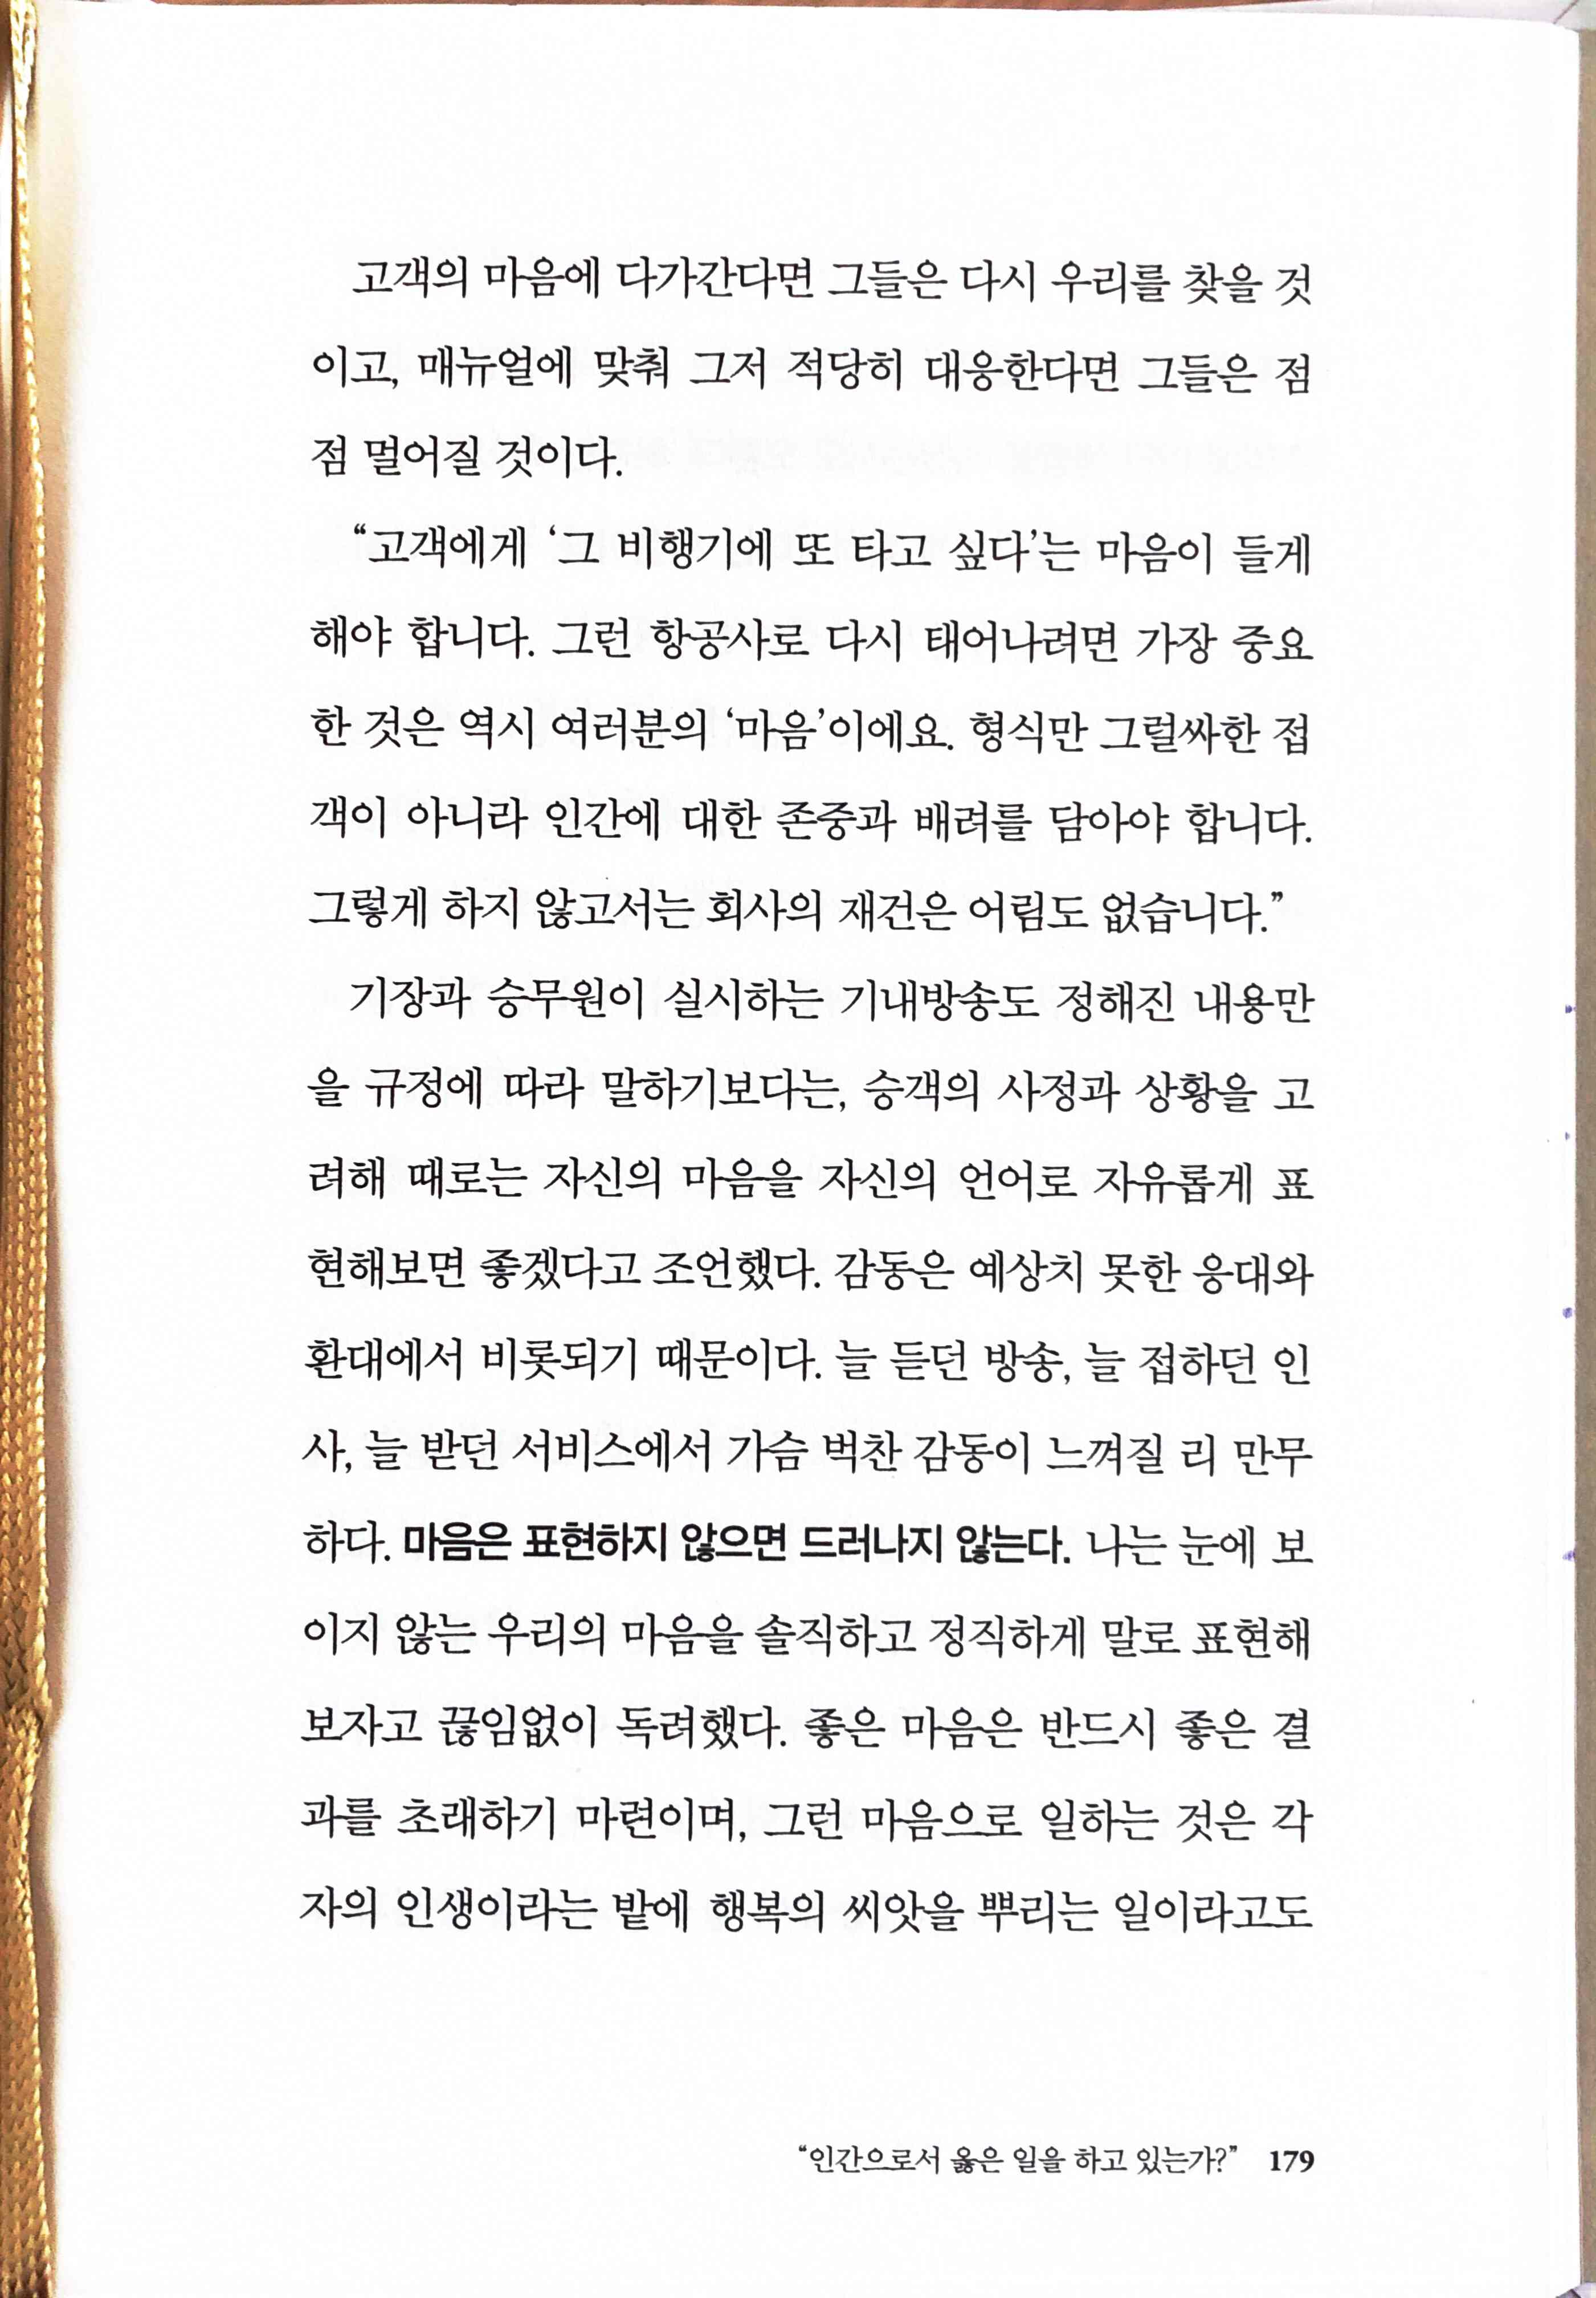 고객의 마음에 다가간다면 그들은 다시 우리를 찾을 것
이고, 매뉴얼에 맞춰 그저 적당히 대응한다면 그들은 점
점 멀어질 것이다.
“고객에게 ‘그 비행기에 또 타고 싶다’는 마음이 들게
해야 합니다. 그런 항공사로 다시 태어나려면 가장 중요
한 것은 역시 여러분의 ‘마음’이에요. 형식만 그럴싸한 접
객이 아니라 인간에 대한 존중과 배려를 담아야 합니다.
그렇게 하지 않고서는 회사의 재건은 어림도 없습니다.”
기장과 승무원이 실시하는 기내방송도 정해진 내용만
을 규정에 따라 말하기보다는, 승객의 사정과 상황을 고
려해 때로는 자신의 마음을 자신의 언어로 자유롭게 표
현해보면 좋겠다고 조언했다. 감동은 예상치 못한 응대와
환대에서 비롯되기 때문이다. 늘 듣던 방송, 늘 접하던 인
사, 늘 받던 서비스에서 가슴 벅찬 감동이 느껴질 리 만무
하다. 마음은 표현하지 않으면 드러나지 않는다. 나는 눈에 보
이지 않는 우리의 마음을 솔직하고 정직하게 말로 표현해
보자고 끊임없이 독려했다. 좋은 마음은 반드시 좋은 결
과를 초래하기 마련이며, 그런 마음으로 일하는 것은 각
자의 인생이라는 밭에 행복의 씨앗을 뿌리는 일이라고도
“인간으로서 옳은 일을 하고 있는가?” 179